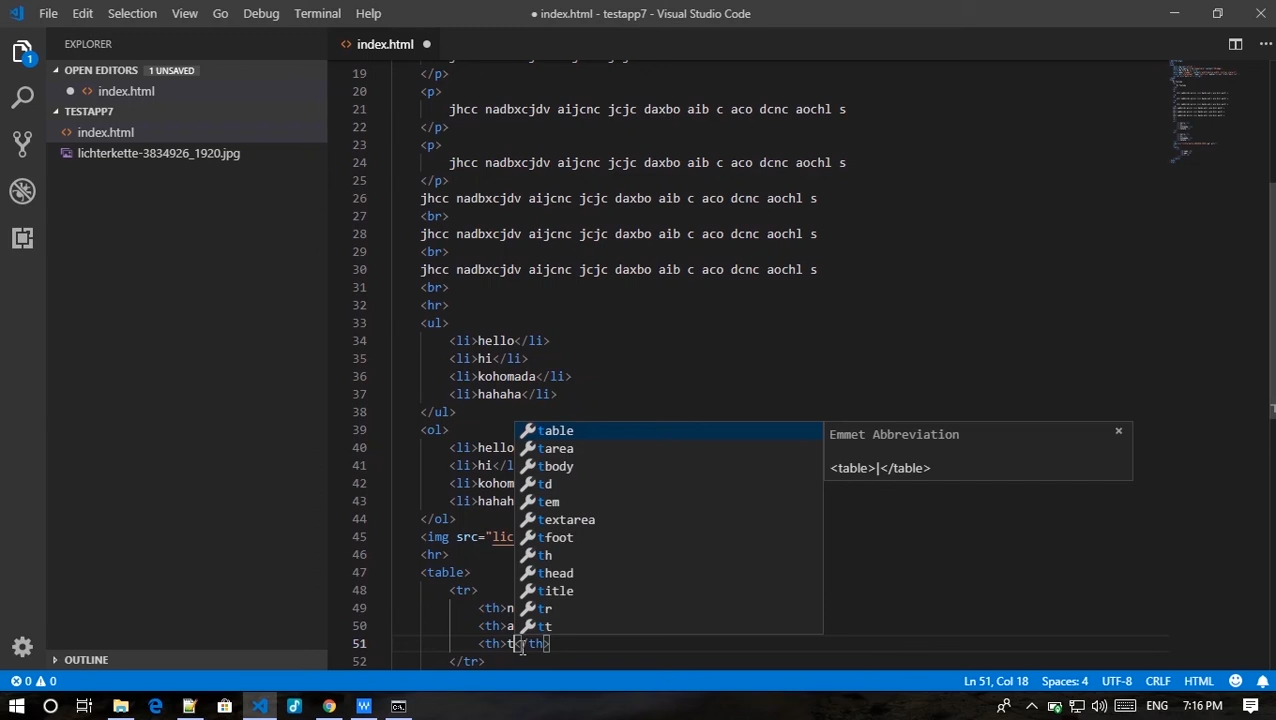 File Edit Selection View Go Debug Terminal Help
● index.html - testapp7 - Visual Studio Code
EXPLORER
OPEN EDITORS 1 UNSAVED
● <> index.html
TESTAPP7
<> index.html
lichterkette-3834926_1920.jpg
OUTLINE
<> index.html ●
19 </p>
20 <p>
21 jhcc nadbxcjdv aijcnc jcjc daxbo aib c aco dcnc aochl s
22 </p>
23 <p>
24 jhcc nadbxcjdv aijcnc jcjc daxbo aib c aco dcnc aochl s
25 </p>
26 jhcc nadbxcjdv aijcnc jcjc daxbo aib c aco dcnc aochl s
27 <br>
28 jhcc nadbxcjdv aijcnc jcjc daxbo aib c aco dcnc aochl s
29 <br>
30 jhcc nadbxcjdv aijcnc jcjc daxbo aib c aco dcnc aochl s
31 <br>
32 <hr>
33 <ul>
34 <li>hello</li>
35 <li>hi</li>
36 <li>kohomada</li>
37 <li>hahaha</li>
38 </ul>
39 <ol>
40 <li>hello
41 <li>hi</l
42 <li>kohom
43 <li>hahah
44 </ol>
45 <img src="lic
46 <hr>
47 <table>
48 <tr>
49 <th>n
50 <th>a
51 <th>t</th>
52 </tr>
table
tarea
tbody
td
tem
textarea
tfoot
th
thead
title
tr
tt
Emmet Abbreviation ×
<table>|</table>
1
0 0
Ln 51, Col 18 Spaces: 4 UTF-8 CRLF HTML
ENG 7:16 PM